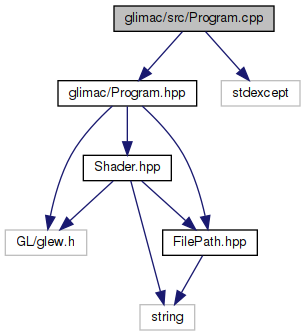 glimac/src/Program.cpp
glimac/Program.hpp
stdexcept
Shader.hpp
GL/glew.h
FilePath.hpp
string